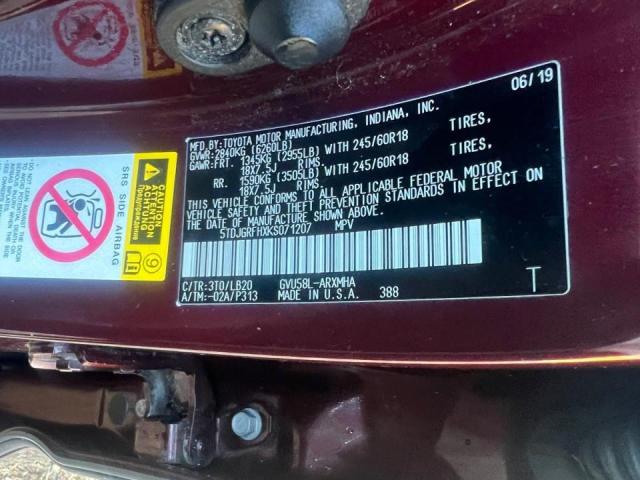 06/19
MFD.BY:TOYOTA MOTOR MANUFACTURING, INDIANA, INC.
GVWR:2840KG (6260LB)
GAWR:FRT. 1345KG (2955LB) WITH 245/60R18 TIRES,
18X7.5J RIMS.
RR. 1590KG (3505LB) WITH 245/60R18 TIRES,
18X7.5J RIMS.
THIS VEHICLE CONFORMS TO ALL APPLICABLE FEDERAL MOTOR
VEHICLE SAFETY AND THEFT PREVENTION STANDARDS IN EFFECT ON
THE DATE OF MANUFACTURE SHOWN ABOVE.
5TDJGRFHXKS071207 MPV
C/TR:3T0/LB20 GVU58L-ARXMHA
A/TM:-02A/P313 MADE IN U.S.A. 388 T
SRS SIDE AIRBAG
CAUTION
ATTENTION